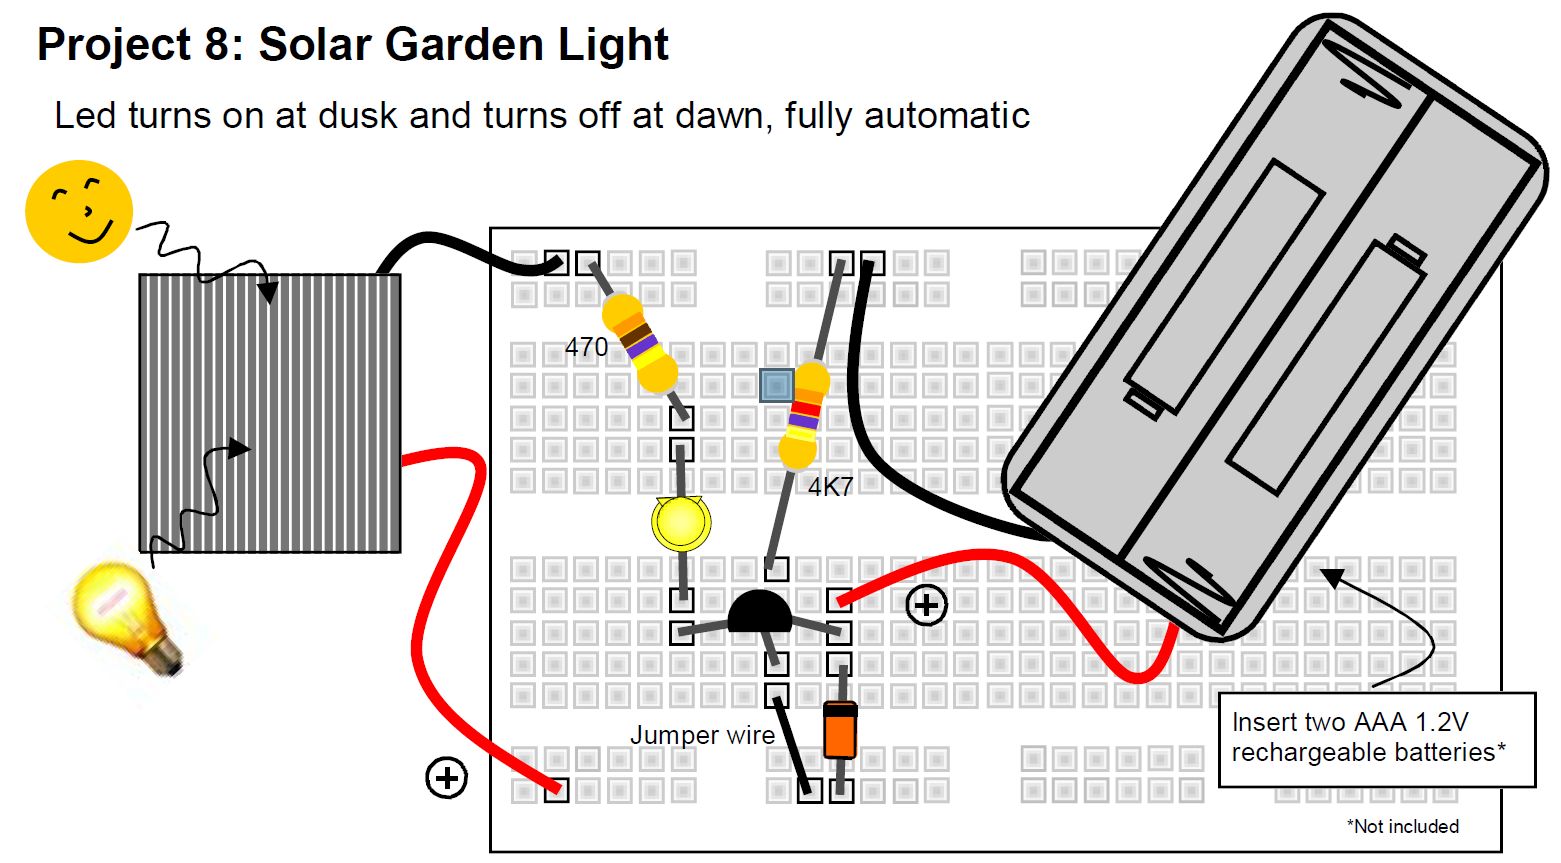 Project 8: Solar Garden Light
Led turns on at dusk and turns off at dawn, fully automatic
470
4K7
+
Jumper wire
+
Insert two AAA 1.2V
rechargeable batteries*
*Not included